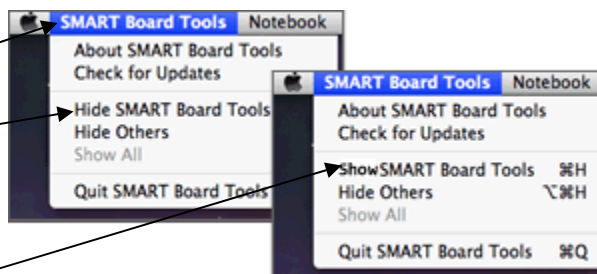 SMART Board Tools Notebook
About SMART Board Tools
Check for Updates
Hide SMART Board Tools
Hide Others
Show All
Quit SMART Board Tools
SMART Board Tools Notebook
About SMART Board Tools
Check for Updates
ShowSMART Board Tools ⌘H
Hide Others ⌥⌘H
Show All
Quit SMART Board Tools ⌘Q